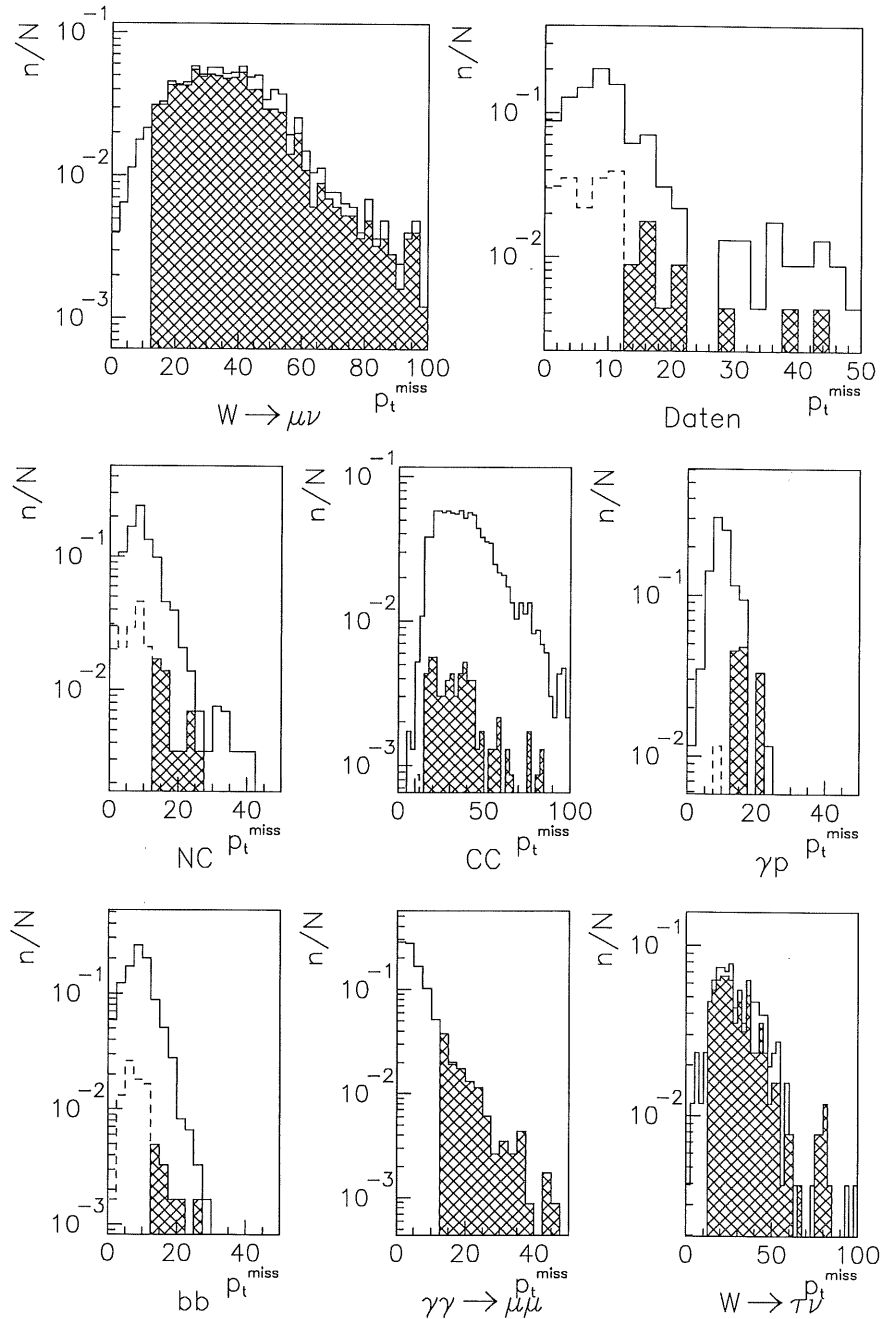 n/N
10⁻¹
10⁻²
10⁻³
0 20 40 60 80 100
p_t^miss
W → μν
n/N
10⁻¹
10⁻²
0 10 20 30 40 50
p_t^miss
Daten
n/N
10⁻¹
10⁻²
0 20 40
p_t^miss
NC
n/N
10⁻¹
10⁻²
10⁻³
0 50 100
p_t^miss
CC
n/N
10⁻¹
10⁻²
0 20 40
p_t^miss
γp
n/N
10⁻¹
10⁻²
10⁻³
0 20 40
p_t^miss
bb
n/N
10⁻¹
10⁻²
10⁻³
0 20 40
p_t^miss
γγ → μμ
n/N
10⁻¹
10⁻²
0 50 100
p_t^miss
W → τν